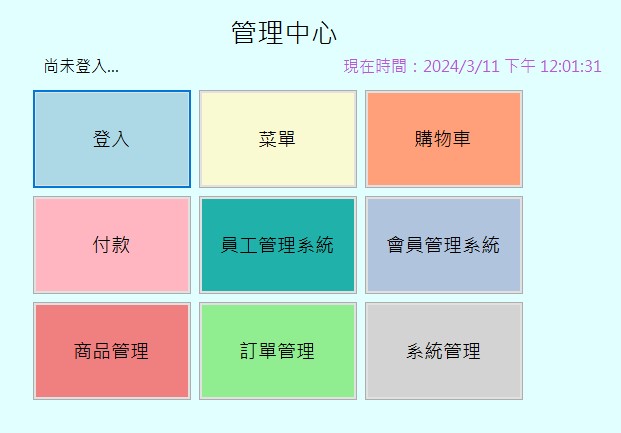 管理中心
尚未登入...
現在時間：2024/3/11 下午 12:01:31
登入
菜單
購物車
付款
員工管理系統
會員管理系統
商品管理
訂單管理
系統管理